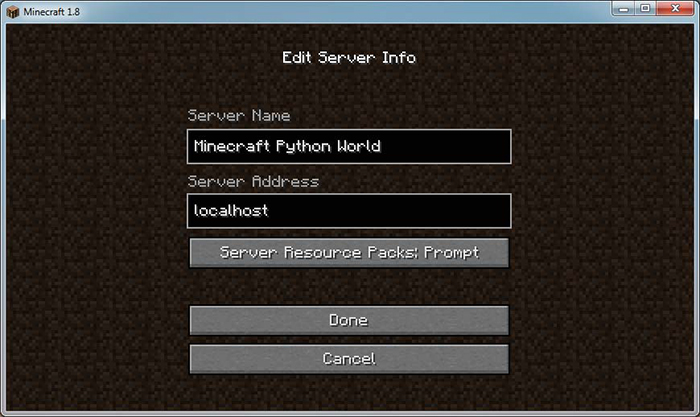 Minecraft 1.8
Edit Server Info
Server Name
Minecraft Python World
Server Address
localhost
Server Resource Packs: Prompt
Done
Cancel